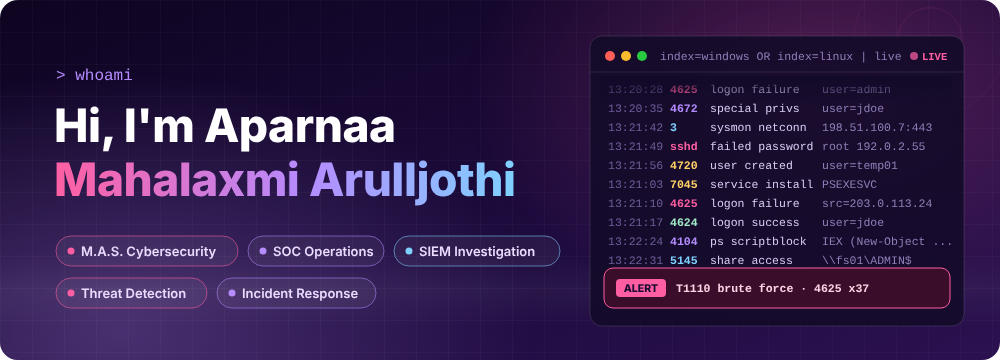 > whoami
Hi, I'm Aparnaa
Mahalaxmi Arulljothi
M.A.S. Cybersecurity
SOC Operations
SIEM Investigation
Threat Detection
Incident Response
index=windows OR index=linux | live
LIVE
13:20:28 4625 logon failure user=admin
13:20:35 4672 special privs user=jdoe
13:21:42 3 sysmon netconn 198.51.100.7:443
13:21:49 sshd failed password root 192.0.2.55
13:21:56 4720 user created user=temp01
13:21:03 7045 service install PSEXESVC
13:21:10 4625 logon failure src=203.0.113.24
13:21:17 4624 logon success user=jdoe
13:22:24 4104 ps scriptblock IEX (New-Object ...
13:22:31 5145 share access \\fs01\ADMIN$
ALERT T1110 brute force · 4625 x37